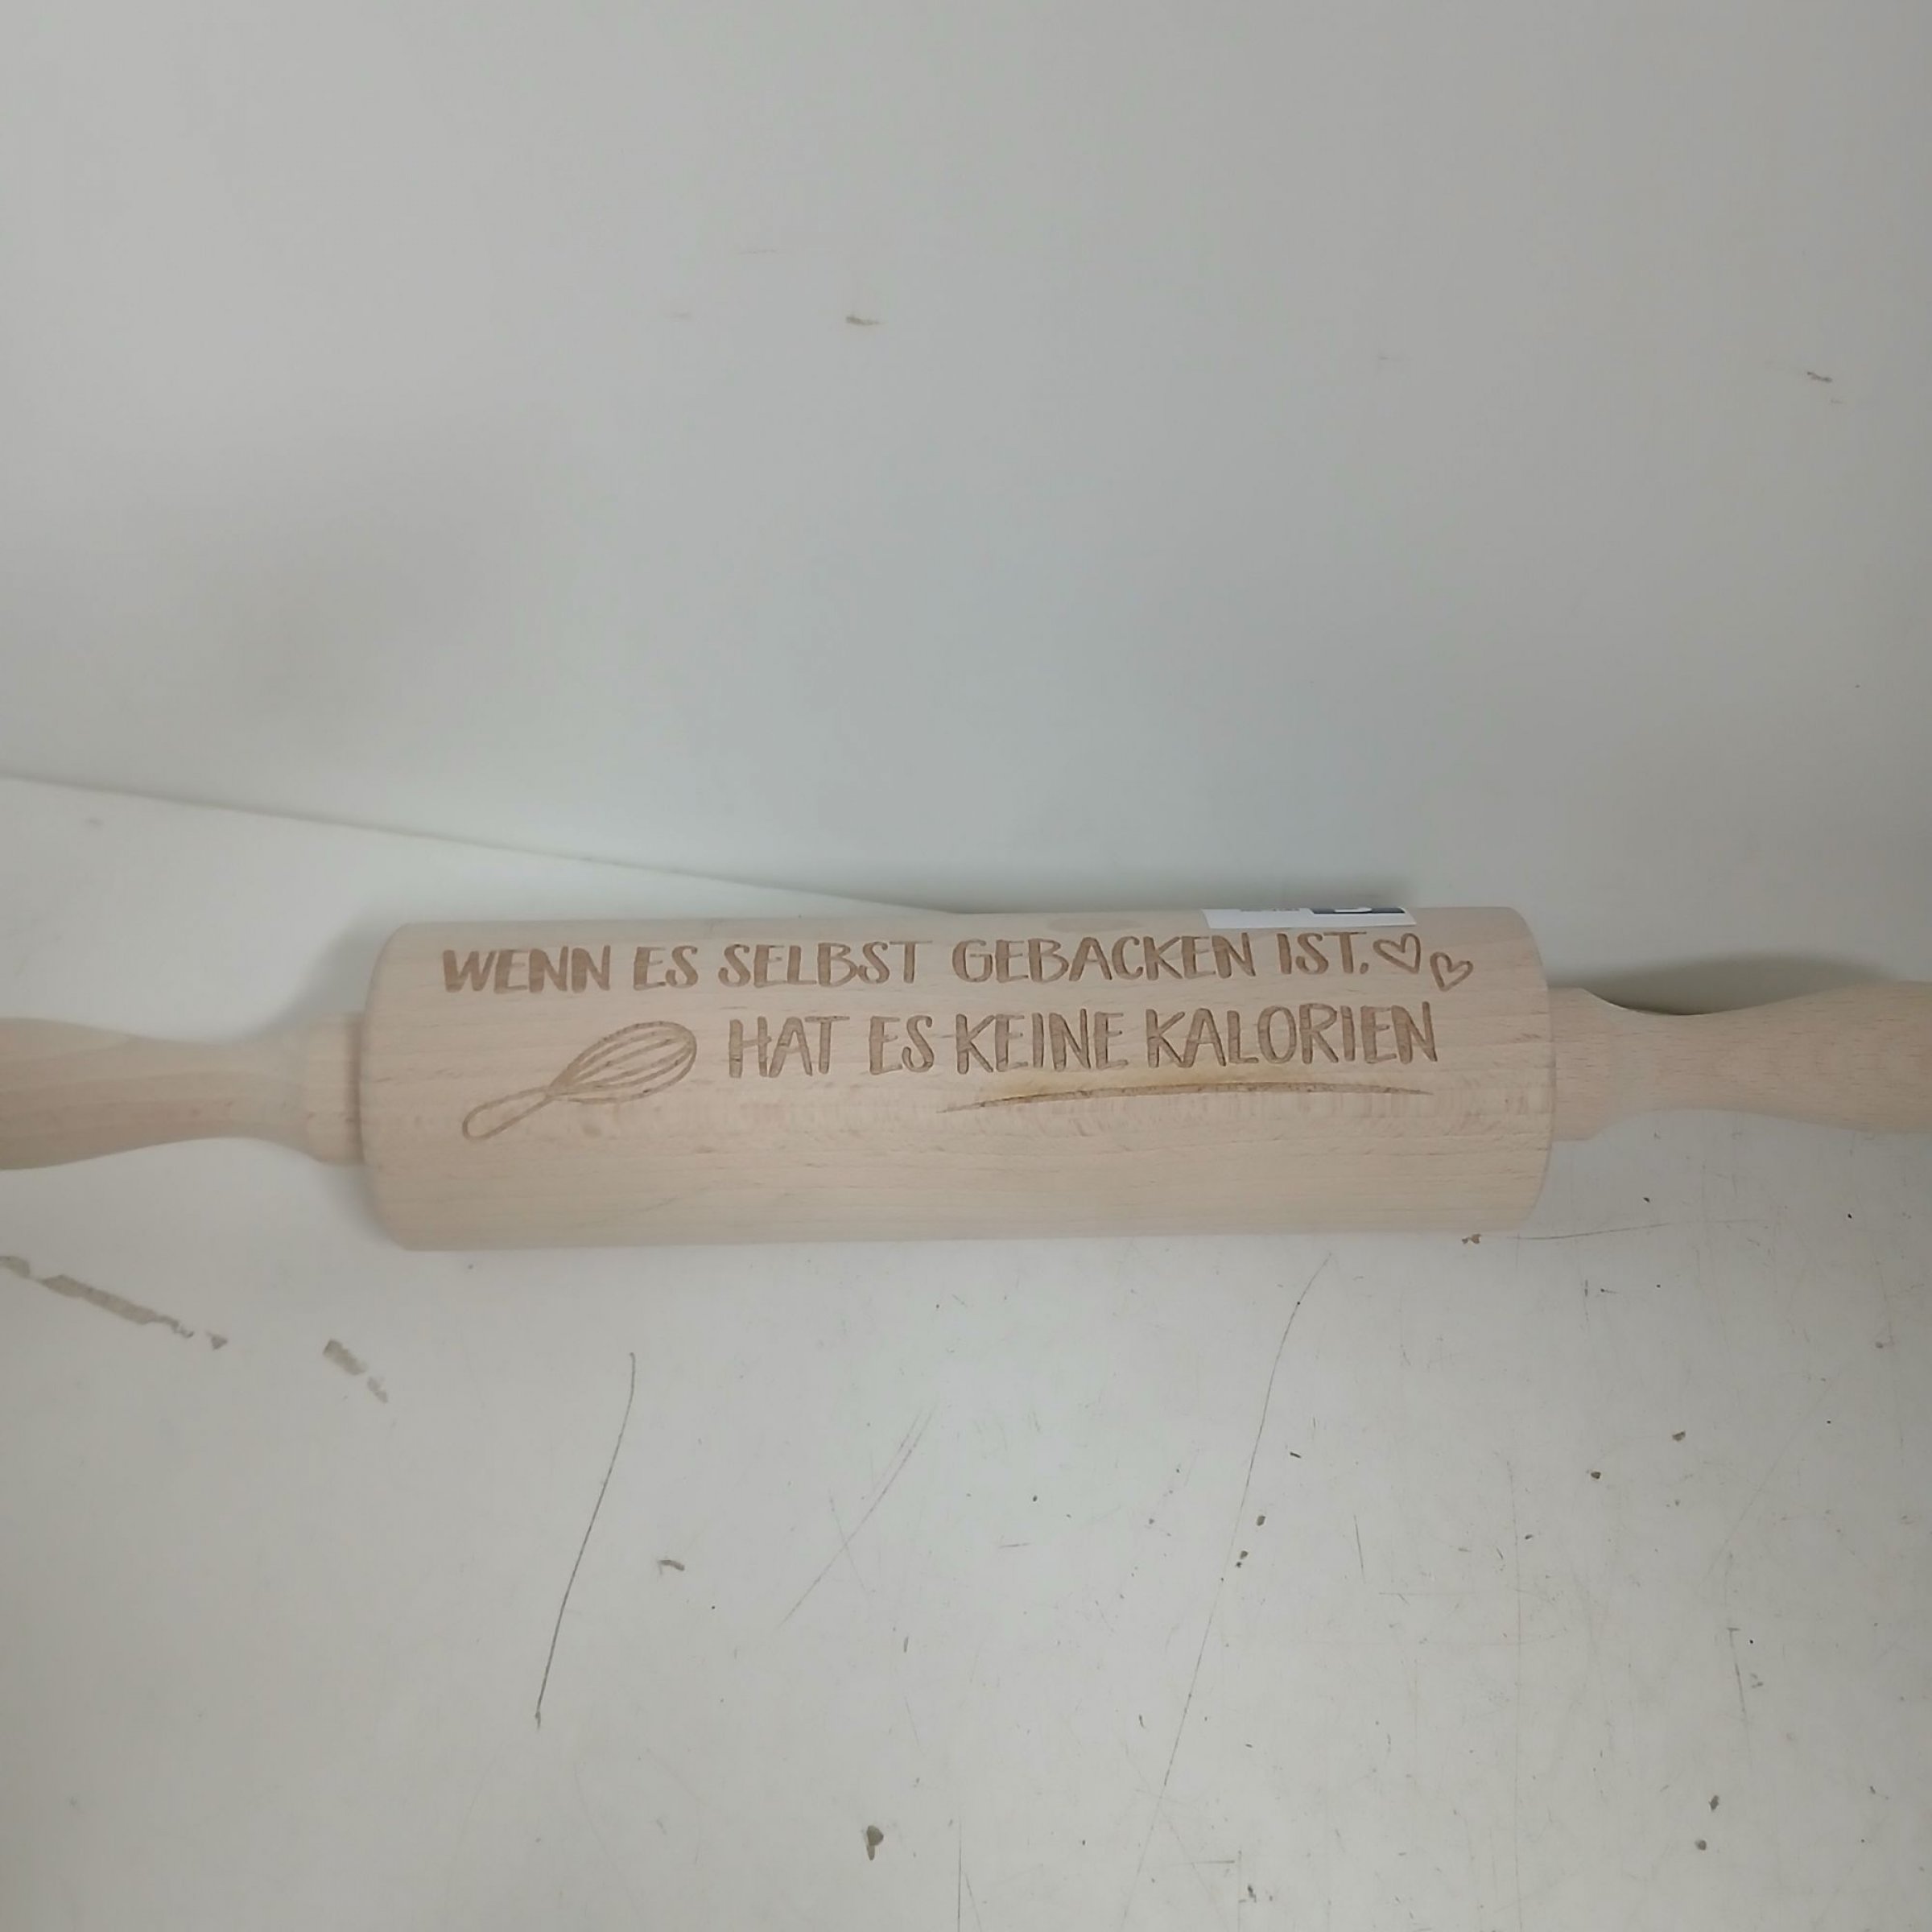 WENN ES SELBST GEBACKEN IST.
HAT ES KEINE KALORIEN